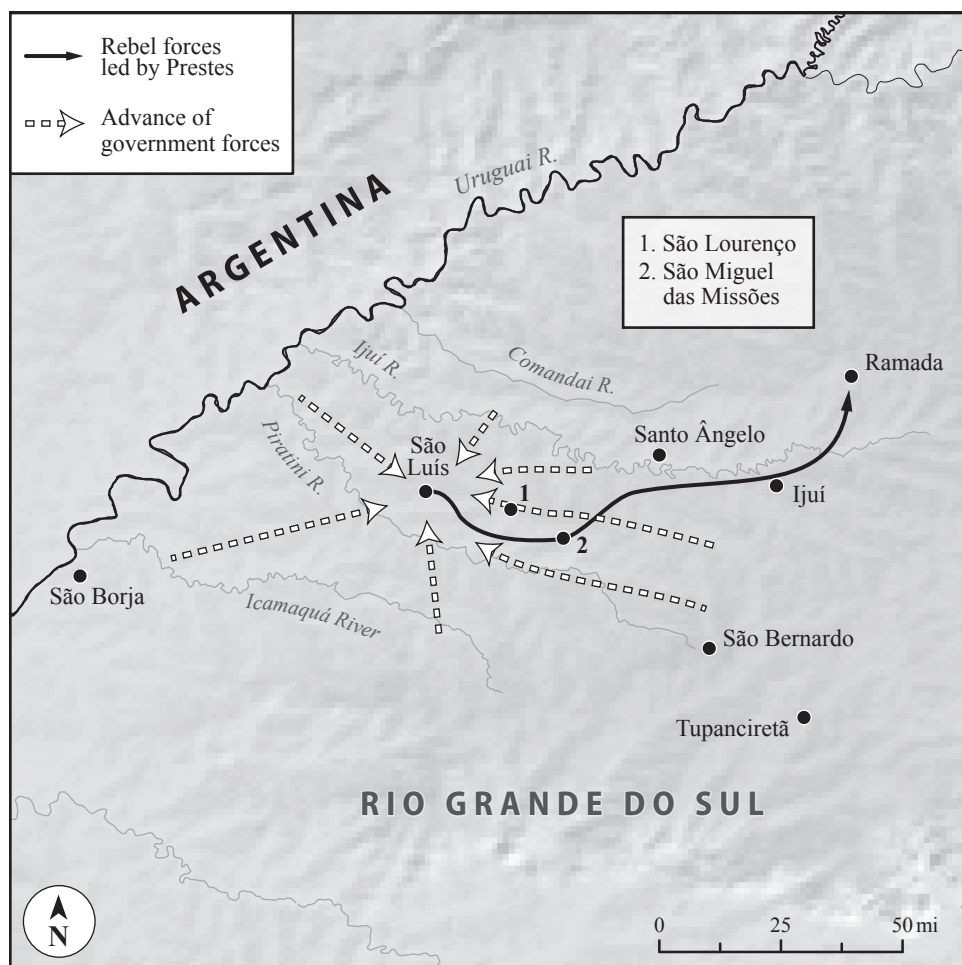 Rebel forces
led by Prestes
Advance of
government forces
Uruguai R.
ARGENTINA
1. São Lourenço
2. São Miguel
das Missões
Ijuí R.
Comandai R.
Ramada
Santo Ângelo
São
Luís
Piratini R.
1
Ijuí
2
São Borja
Icamaquá River
São Bernardo
Tupanciretã
RIO GRANDE DO SUL
N
0 25 50 mi